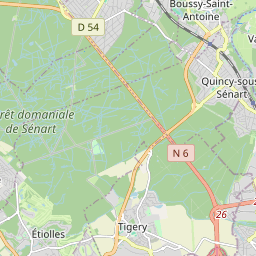 Boussy-Saint-
Antoine
D 54
Quincy-sous-
Sénart
rêt domaniale
de Sénart
N 6
26
Tigery
Étiolles